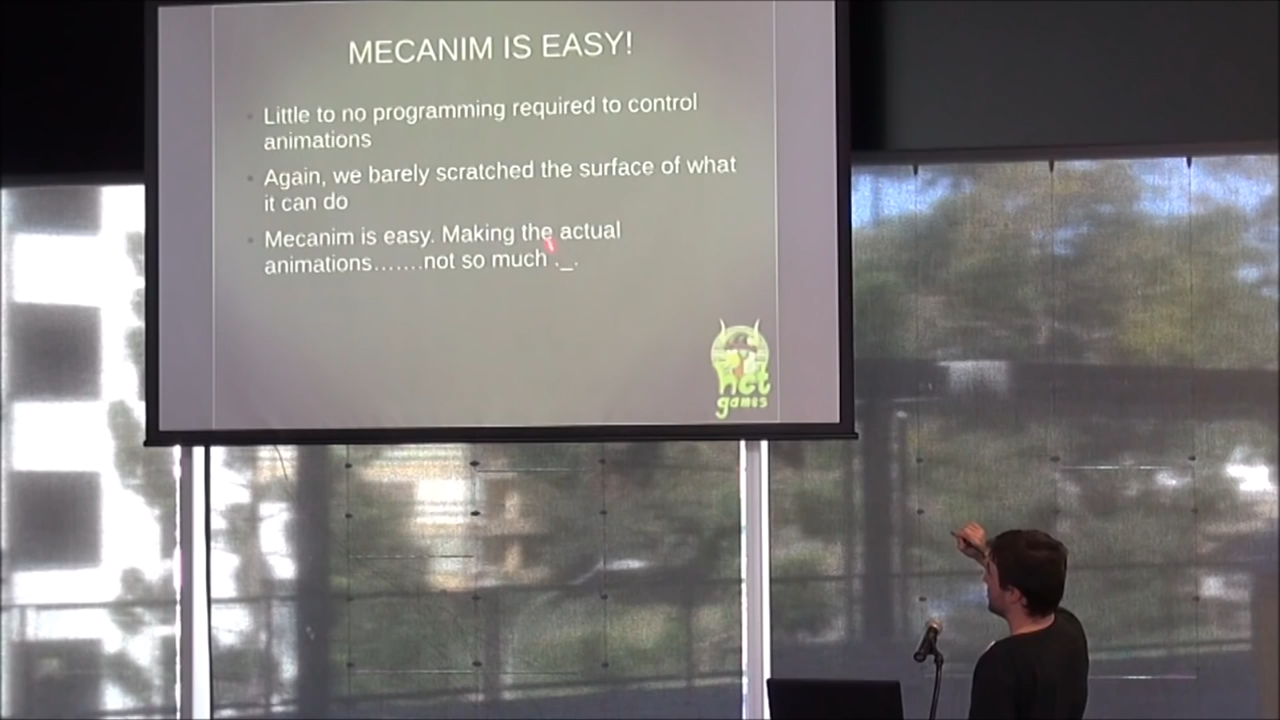 MECANIM IS EASY!
Little to no programming required to control
animations
Again, we barely scratched the surface of what
it can do
Mecanim is easy. Making the actual
animations.......not so much ._.
hct
games